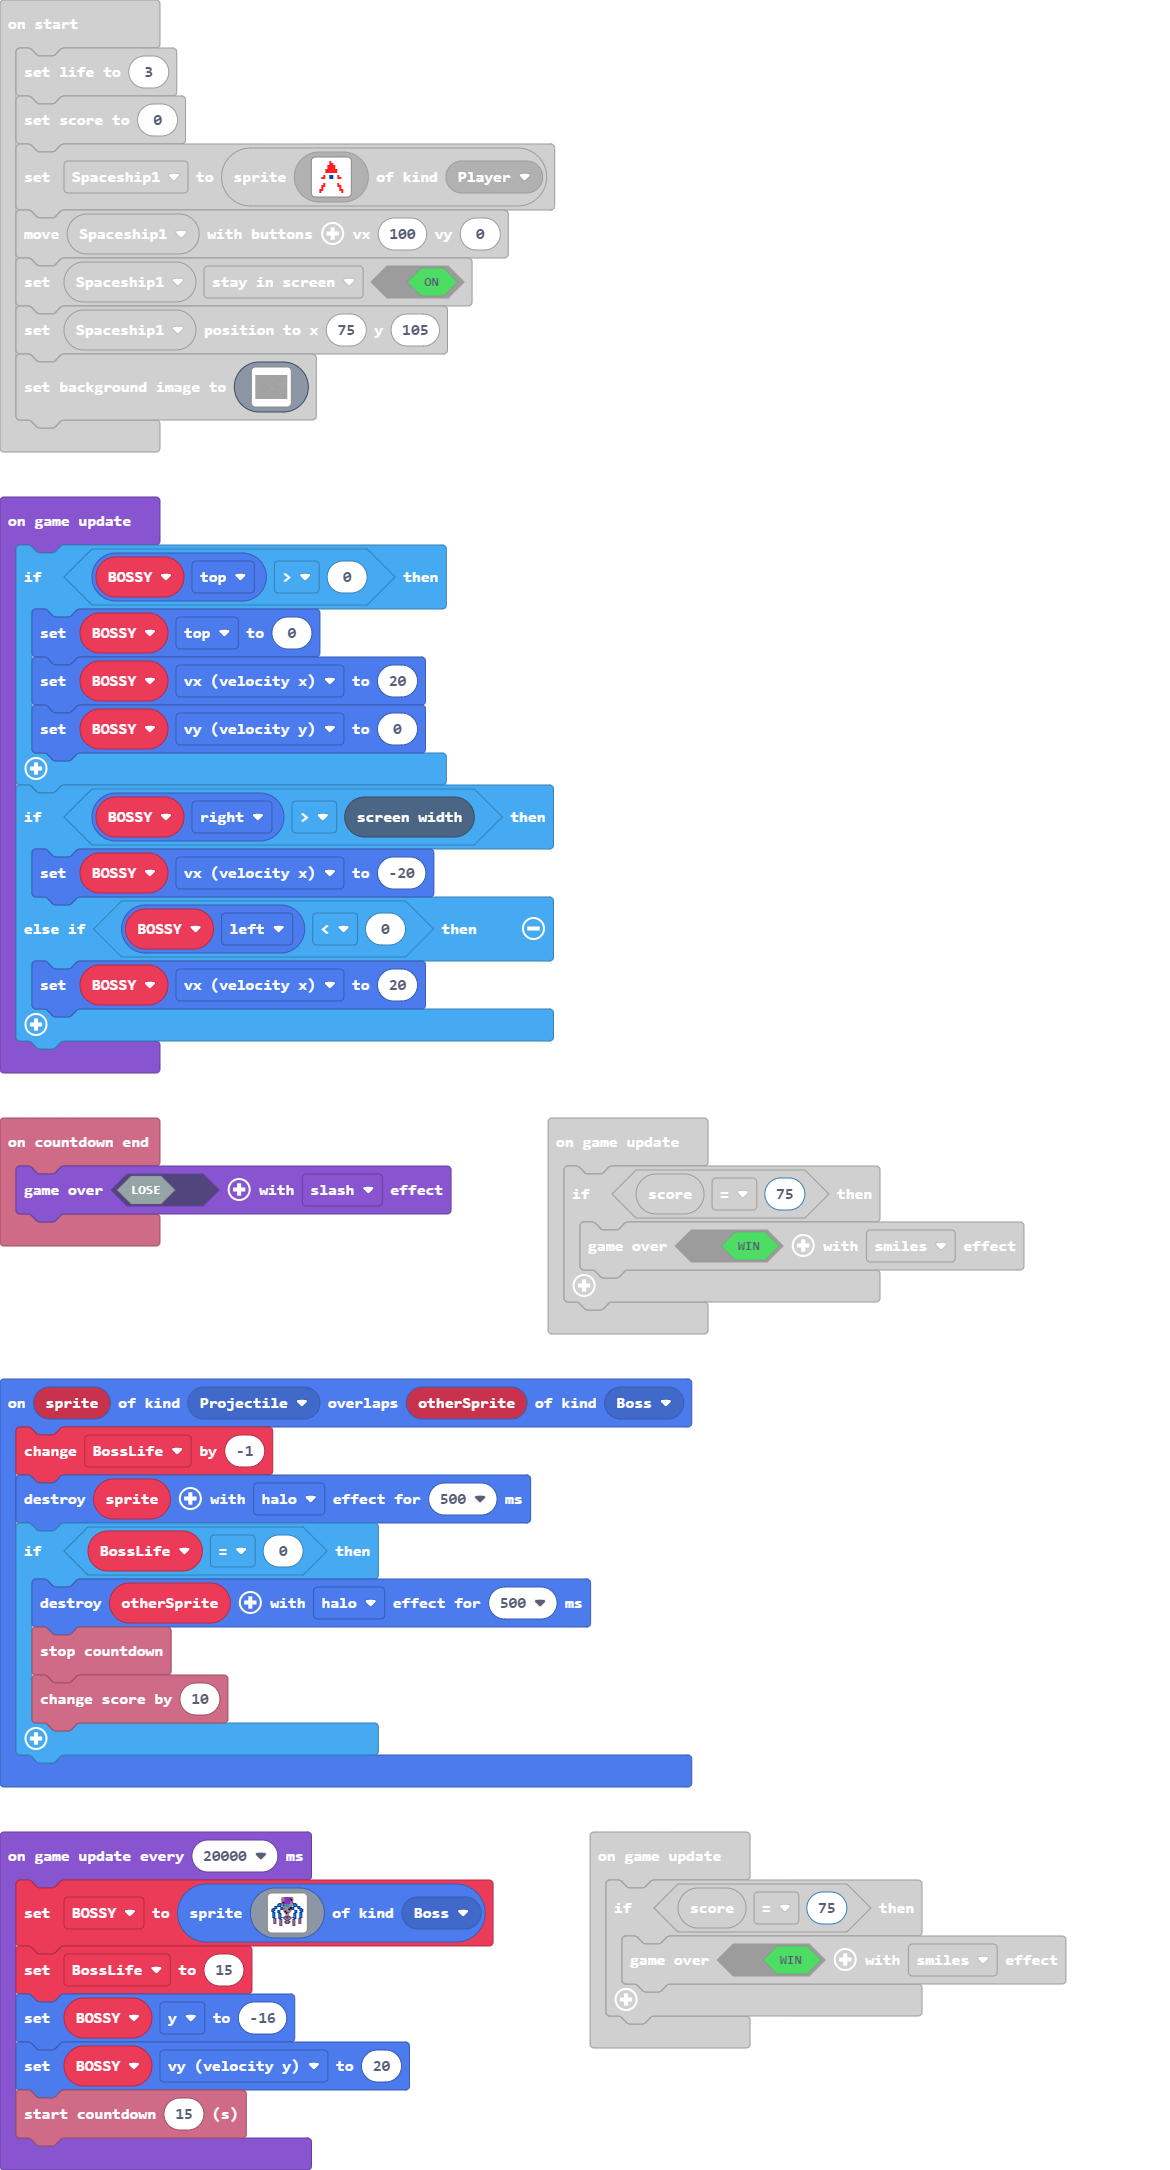 on start
set life to 3
set score to 0
set Spaceship1 to sprite of kind Player
move Spaceship1 with buttons vx 100 vy 0
set Spaceship1 stay in screen ON
set Spaceship1 position to x 75 y 105
set background image to
on game update
if BOSSY top > 0 then
set BOSSY top to 0
set BOSSY vx (velocity x) to 20
set BOSSY vy (velocity y) to 0
if BOSSY right > screen width then
set BOSSY vx (velocity x) to -20
else if BOSSY left < 0 then
set BOSSY vx (velocity x) to 20
on countdown end
game over LOSE with slash effect
on game update
if score = 75 then
game over WIN with smiles effect
on sprite of kind Projectile overlaps otherSprite of kind Boss
change BossLife by -1
destroy sprite with halo effect for 500 ms
if BossLife = 0 then
destroy otherSprite with halo effect for 500 ms
stop countdown
change score by 10
on game update every 20000 ms
set BOSSY to sprite of kind Boss
set BossLife to 15
set BOSSY y to -16
set BOSSY vy (velocity y) to 20
start countdown 15 (s)
on game update
if score = 75 then
game over WIN with smiles effect